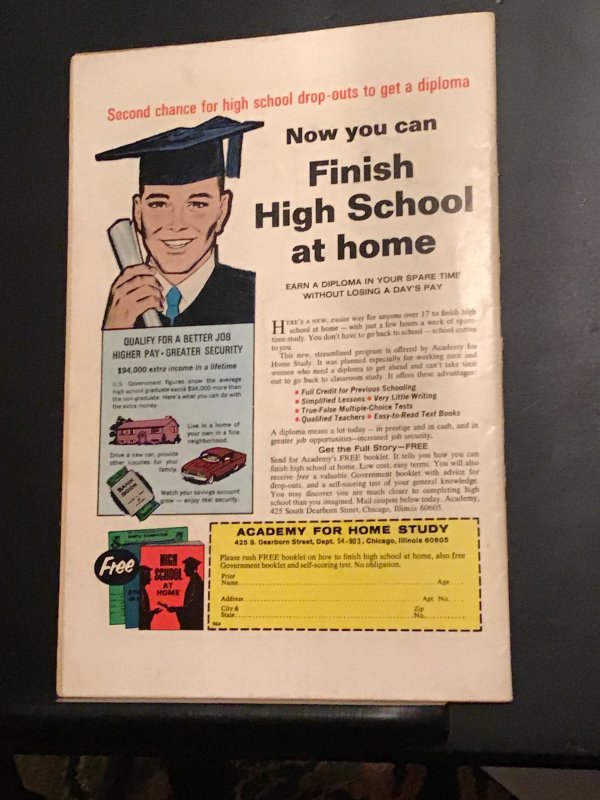 Second chance for high school drop-outs to get a diploma
Now you can
Finish
High School
at home
EARN A DIPLOMA IN YOUR SPARE TIME
WITHOUT LOSING A DAY'S PAY
HERE'S A NEW, easier way for anyone over 17 to finish high
school at home — with just a few hours a week of spare-
time study. You don't have to go back to school — school comes
to you.
This new, streamlined program is offered by Academy for
Home Study. It was planned especially for working men and
women who need a diploma to get ahead and can't take time
out to go back to classroom study. It offers these advantages:
• Full Credit for Previous Schooling
• Simplified Lessons • Very Little Writing
• True-False Multiple-Choice Tests
• Qualified Teachers • Easy-to-Read Text Books
A diploma means a lot today — in prestige and in cash, and in
greater job opportunities—increased job security.
Get the Full Story—FREE
Send for Academy's FREE booklet. It tells you how you can
finish high school at home. Low cost, easy terms. You will also
receive free a valuable Government booklet with advice for
drop-outs, and a self-scoring test of your general knowledge.
You may discover you are much closer to completing high
school than you imagined. Mail coupon below today. Academy,
425 South Dearborn Street, Chicago, Illinois 60605.
QUALIFY FOR A BETTER JOB
HIGHER PAY • GREATER SECURITY
$94,000 extra income in a lifetime
U.S. Government figures show the average
high school graduate earns $94,000 more than
the non-graduate. Here's what you can do with
the extra money.
Live in a home of
your own in a fine
neighborhood.
Drive a new car, provide
other luxuries for your
family.
BANK
BOOK
Watch your savings account
grow — enjoy real security.
Free
HIGH
SCHOOL
AT
HOME
ACADEMY FOR HOME STUDY
425 S. Dearborn Street, Dept. 54-903, Chicago, Illinois 60605
Please rush FREE booklet on how to finish high school at home, also free
Government booklet and self-scoring test. No obligation.
Print
Name Age
Address Apt. No.
City & Zip
State No.
964